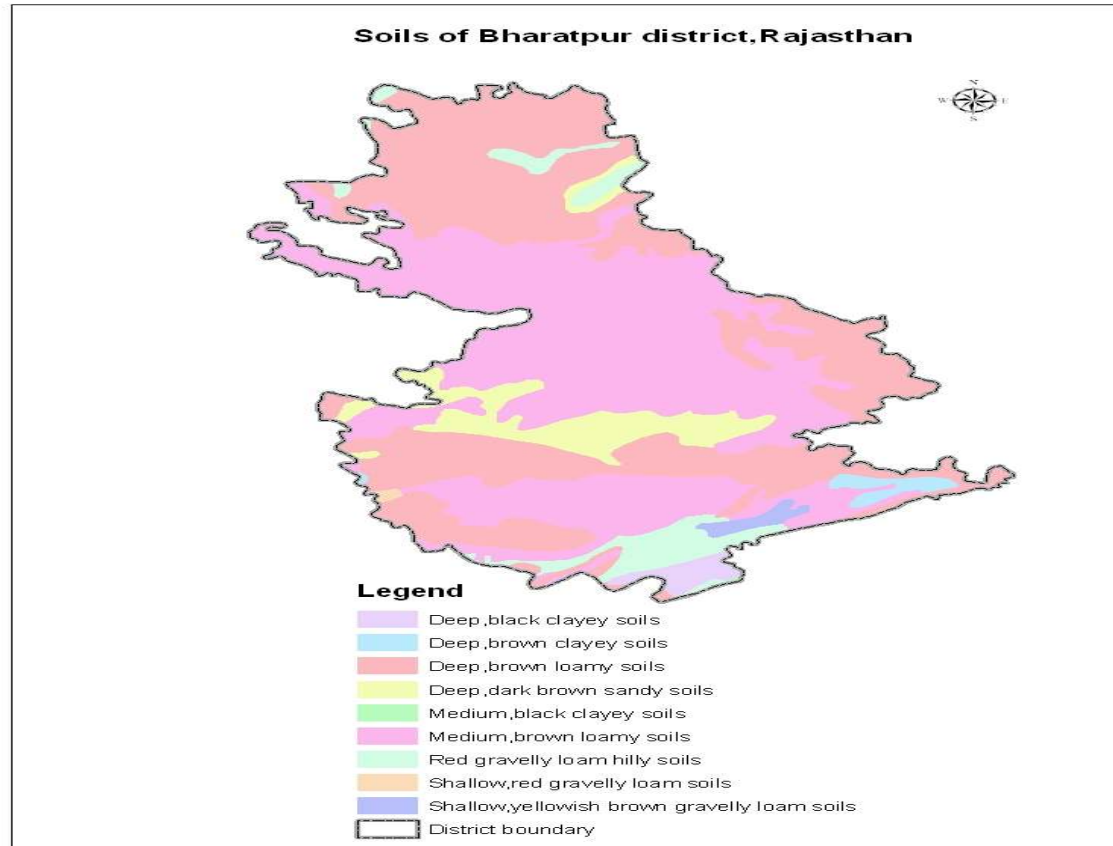 Soils of Bharatpur district,Rajasthan
N
W E
S
Legend
Deep,black clayey soils
Deep,brown clayey soils
Deep,brown loamy soils
Deep,dark brown sandy soils
Medium,black clayey soils
Medium,brown loamy soils
Red gravelly loam hilly soils
Shallow,red gravelly loam soils
Shallow,yellowish brown gravelly loam soils
District boundary